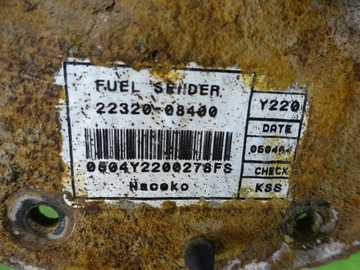 FUEL SENDER
22320-08400
0504Y2200278FS
Naceko
Y220
DATE
CHECK
KSS